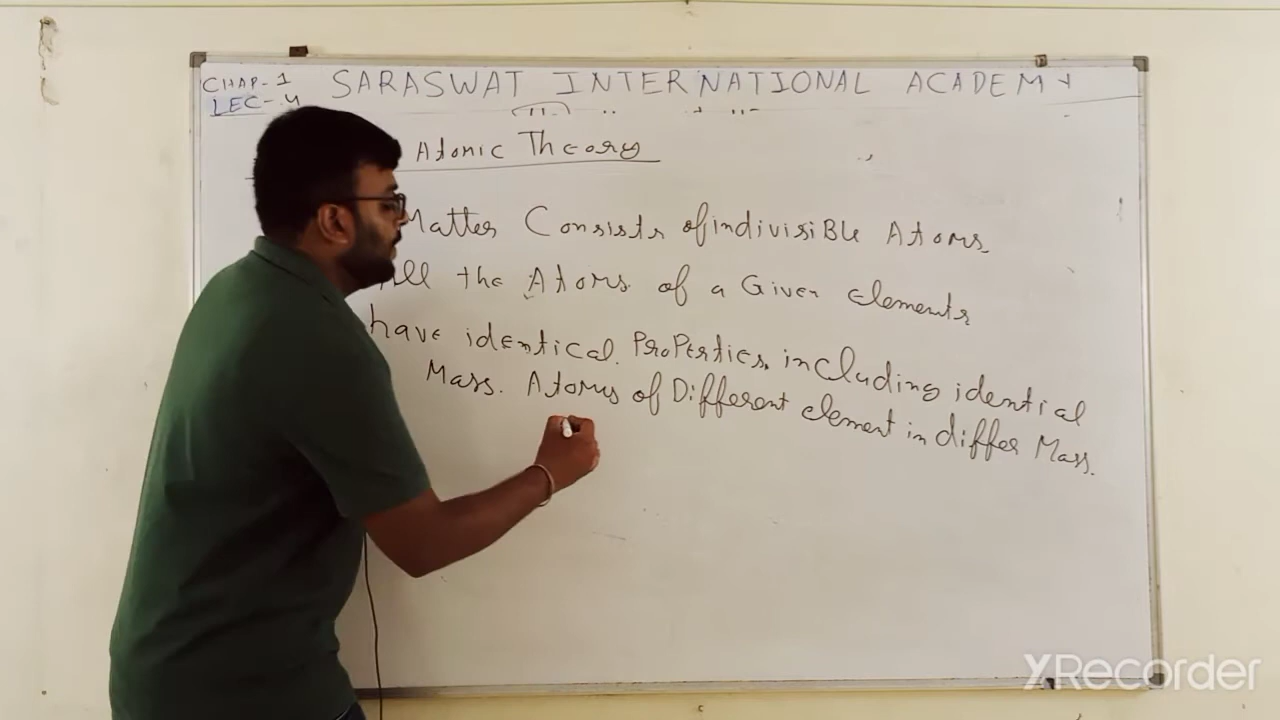 CHAP-1
LEC-4
SARASWAT INTERNATIONAL ACADEMY
Atomic Theory
Matter Consists of indivisible Atoms.
All the Atoms of a Given elements
have identical Properties including idential
Mass. Atoms of Different element in differ Mass.
XRecorder